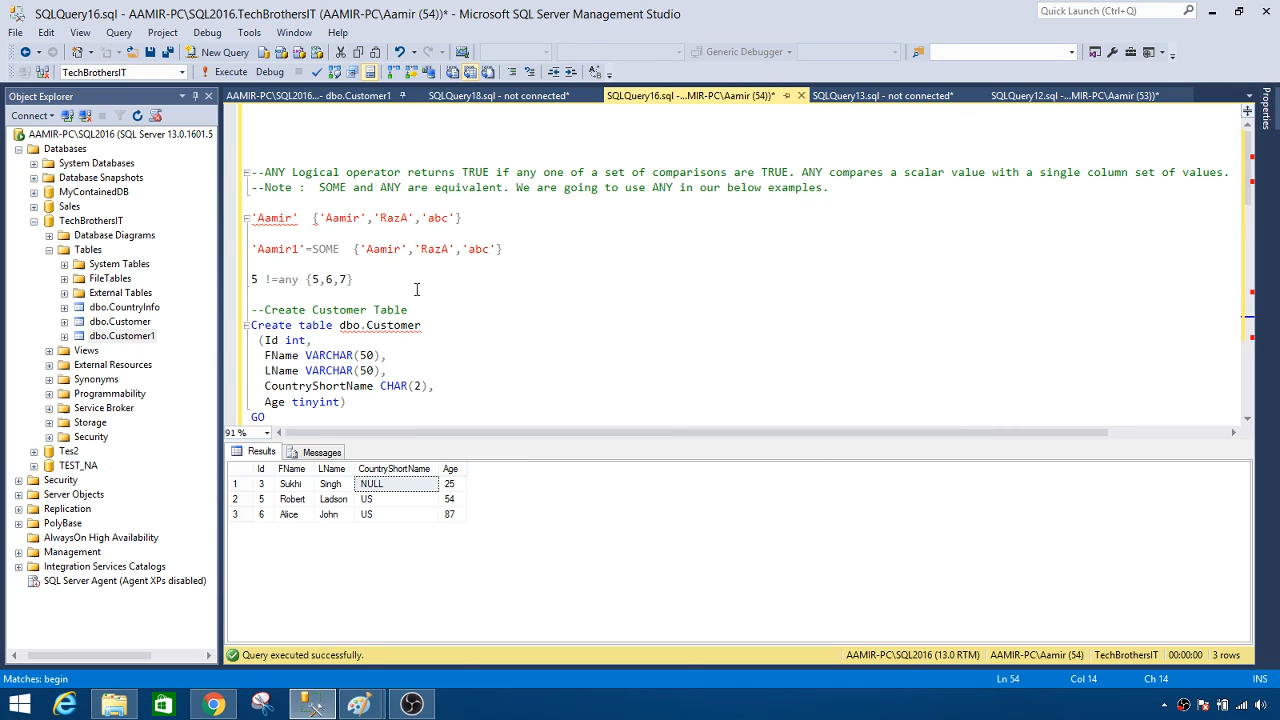 SQLQuery16.sql - AAMIR-PC\SQL2016.TechBrothersIT (AAMIR-PC\Aamir (54))* - Microsoft SQL Server Management Studio
Quick Launch (Ctrl+Q)
File Edit View Query Project Debug Tools Window Help
New Query
Generic Debugger
TechBrothersIT
Execute Debug
Object Explorer
AAMIR-PC\SQL2016...- dbo.Customer1
SQLQuery18.sql - not connected*
SQLQuery16.sql -...MIR-PC\Aamir (54))*
SQLQuery13.sql - not connected*
SQLQuery12.sql -...MIR-PC\Aamir (53))*
Properties
Connect
AAMIR-PC\SQL2016 (SQL Server 13.0.1601.5
Databases
System Databases
Database Snapshots
MyContainedDB
Sales
TechBrothersIT
Database Diagrams
Tables
System Tables
FileTables
External Tables
dbo.CountryInfo
dbo.Customer
dbo.Customer1
Views
External Resources
Synonyms
Programmability
Service Broker
Storage
Security
Tes2
TEST_NA
Security
Server Objects
Replication
PolyBase
AlwaysOn High Availability
Management
Integration Services Catalogs
SQL Server Agent (Agent XPs disabled)
--ANY Logical operator returns TRUE if any one of a set of comparisons are TRUE. ANY compares a scalar value with a single column set of values.
--Note :  SOME and ANY are equivalent. We are going to use ANY in our below examples.
'Aamir'  {'Aamir','RazA','abc'}
'Aamir1'=SOME  {'Aamir','RazA','abc'}
5 !=any {5,6,7}
--Create Customer Table
Create table dbo.Customer
(Id int,
FName VARCHAR(50),
LName VARCHAR(50),
CountryShortName CHAR(2),
Age tinyint)
GO
91 %
Results Messages
Id FName LName CountryShortName Age
1 3 Sukhi Singh NULL 25
2 5 Robert Ladson US 54
3 6 Alice John US 87
Query executed successfully.
AAMIR-PC\SQL2016 (13.0 RTM) AAMIR-PC\Aamir (54) TechBrothersIT 00:00:00 3 rows
Matches: begin
Ln 54 Col 14 Ch 14 INS